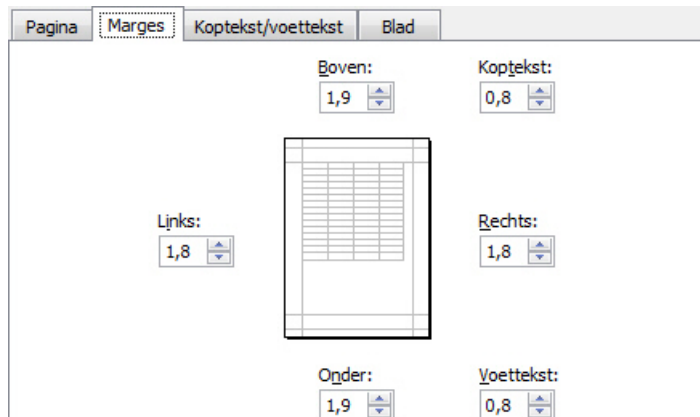 Pagina Marges Koptekst/voettekst Blad
Boven: Koptekst:
1,9 0,8
Links: Rechts:
1,8 1,8
Onder: Voettekst:
1,9 0,8